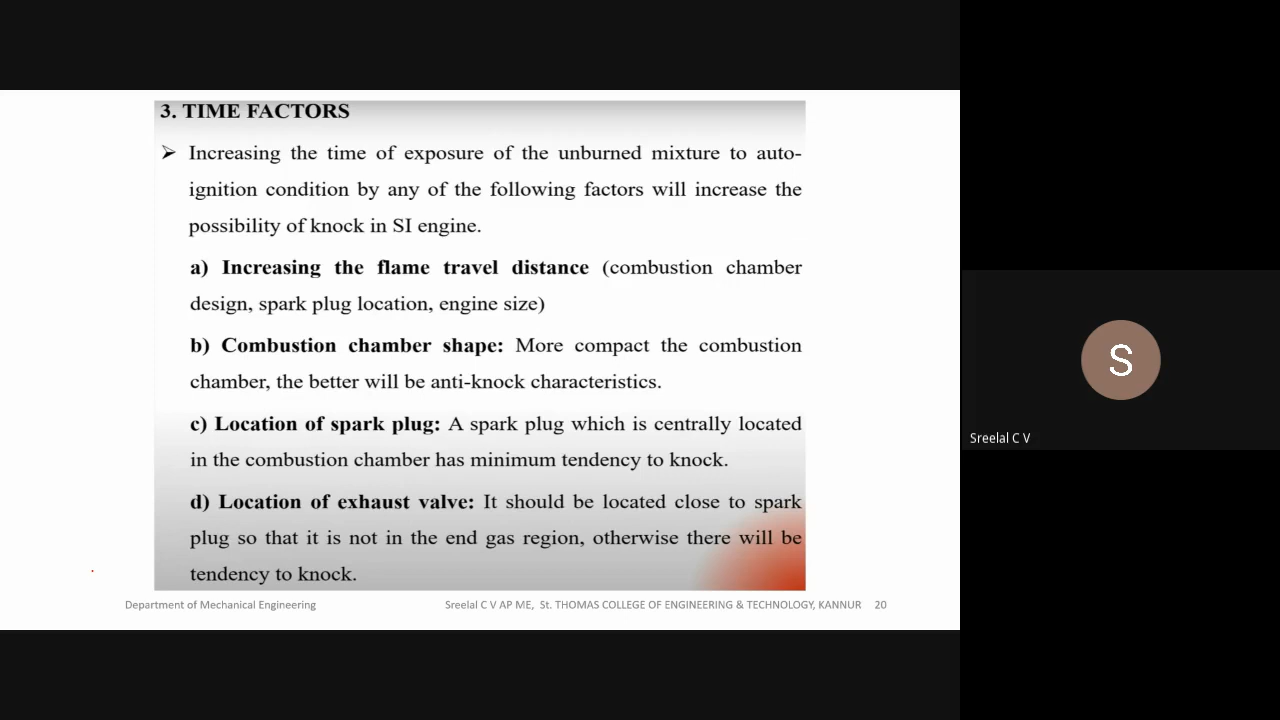 3. TIME FACTORS
➢ Increasing the time of exposure of the unburned mixture to auto-
ignition condition by any of the following factors will increase the
possibility of knock in SI engine.
a) Increasing the flame travel distance (combustion chamber
design, spark plug location, engine size)
b) Combustion chamber shape: More compact the combustion
chamber, the better will be anti-knock characteristics.
c) Location of spark plug: A spark plug which is centrally located
in the combustion chamber has minimum tendency to knock.
d) Location of exhaust valve: It should be located close to spark
plug so that it is not in the end gas region, otherwise there will be
tendency to knock.
Department of Mechanical Engineering
Sreelal C V AP ME, St. THOMAS COLLEGE OF ENGINEERING & TECHNOLOGY, KANNUR 20
S
Sreelal C V